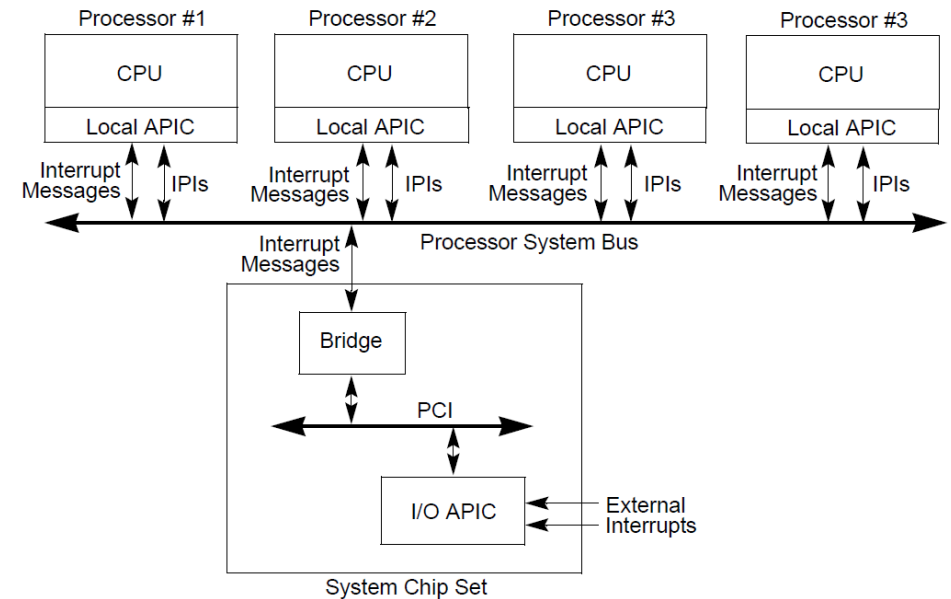 Processor #1
Processor #2
Processor #3
Processor #3
CPU
CPU
CPU
CPU
Local APIC
Local APIC
Local APIC
Local APIC
Interrupt
Messages
IPIs
Interrupt
Messages
IPIs
Interrupt
Messages
IPIs
Interrupt
Messages
IPIs
Processor System Bus
Interrupt
Messages
Bridge
PCI
I/O APIC
External
Interrupts
System Chip Set